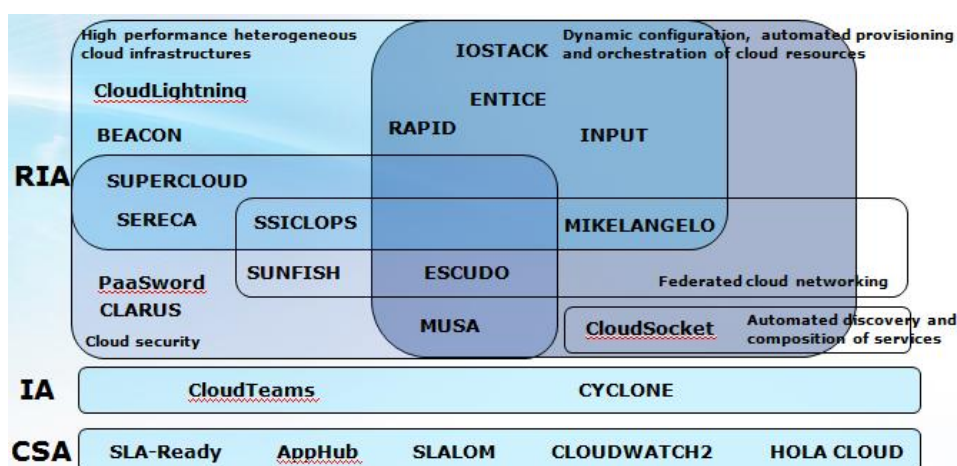 High performance heterogeneous
cloud infrastructures
Dynamic configuration, automated provisioning
and orchestration of cloud resources
IOSTACK
CloudLightning
ENTICE
BEACON
RAPID
INPUT
RIA
SUPERCLOUD
SERECA
SSICLOPS
MIKELANGELO
PaaSword
SUNFISH
ESCUDO
Federated cloud networking
CLARUS
MUSA
CloudSocket
Automated discovery and
composition of services
Cloud security
IA
CloudTeams
CYCLONE
CSA
SLA-Ready
AppHub
SLALOM
CLOUDWATCH2
HOLA CLOUD